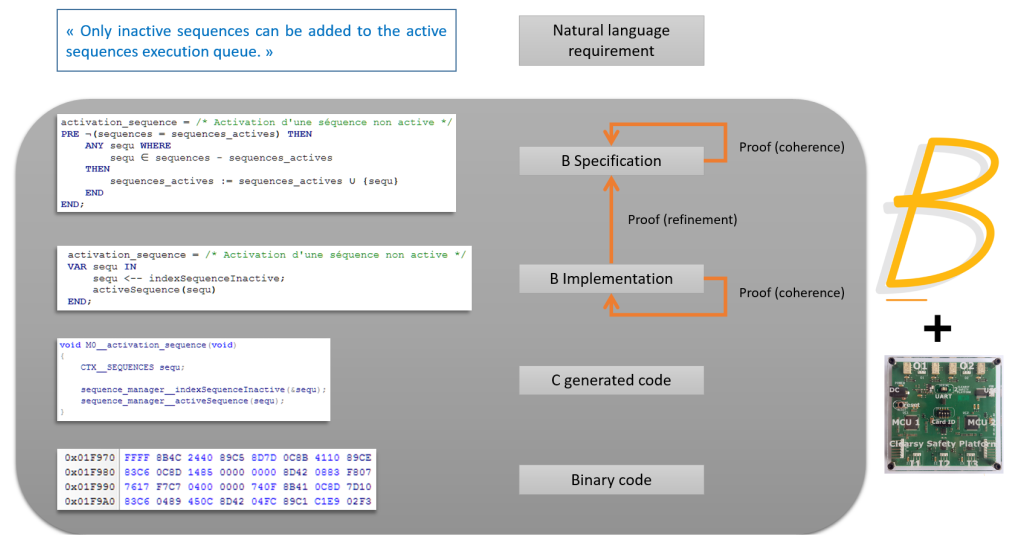 « Only inactive sequences can be added to the active
sequences execution queue. »
Natural language
requirement
activation_sequence = /* Activation d'une séquence non active */
PRE ¬(sequences = sequences_actives) THEN
ANY sequ WHERE
sequ ∈ sequences - sequences_actives
THEN
sequences_actives := sequences_actives ∪ {sequ}
END
END;
B Specification
Proof (coherence)
Proof (refinement)
activation_sequence = /* Activation d'une séquence non active */
VAR sequ IN
sequ <-- indexSequenceInactive;
activeSequence(sequ)
END;
B Implementation
Proof (coherence)
void M0__activation_sequence(void)
{
CTX__SEQUENCES sequ;
sequence_manager__indexSequenceInactive(&sequ);
sequence_manager__activeSequence(sequ);
}
C generated code
0x01F970 FFFF 8B4C 2440 89C5 8D7D 0C8B 4110 89CE
0x01F980 83C6 0C8D 1485 0000 0000 8D42 0883 F807
0x01F990 7617 F7C7 0400 0000 740F 8B41 0C8D 7D10
0x01F9A0 83C6 0489 450C 8D42 04FC 89C1 C1E9 02F3
Binary code
B
+
O1 O2
DC
UART
MCU 1
Card ID
MCU 2
Clearsy Safety Platform
I1 I2 I3